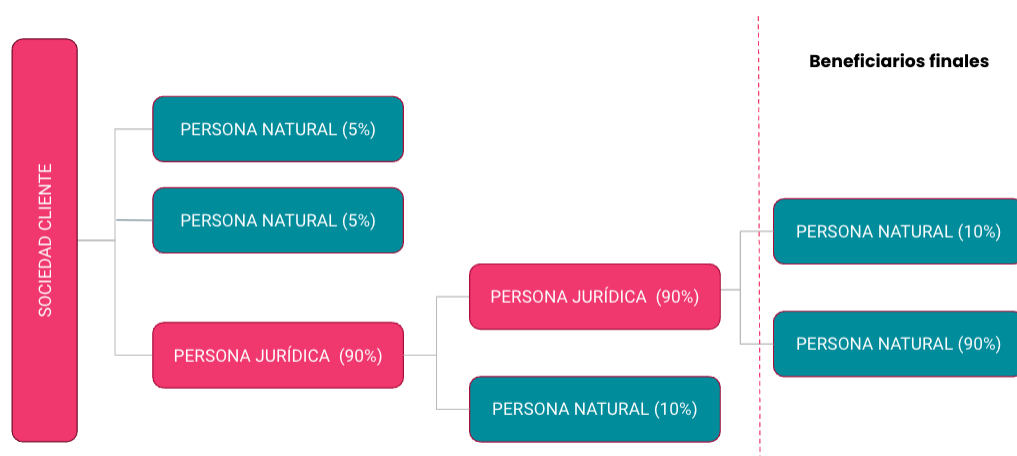 Beneficiarios finales
SOCIEDAD CLIENTE
PERSONA NATURAL (5%)
PERSONA NATURAL (5%)
PERSONA JURÍDICA (90%)
PERSONA JURÍDICA (90%)
PERSONA NATURAL (10%)
PERSONA NATURAL (10%)
PERSONA NATURAL (90%)